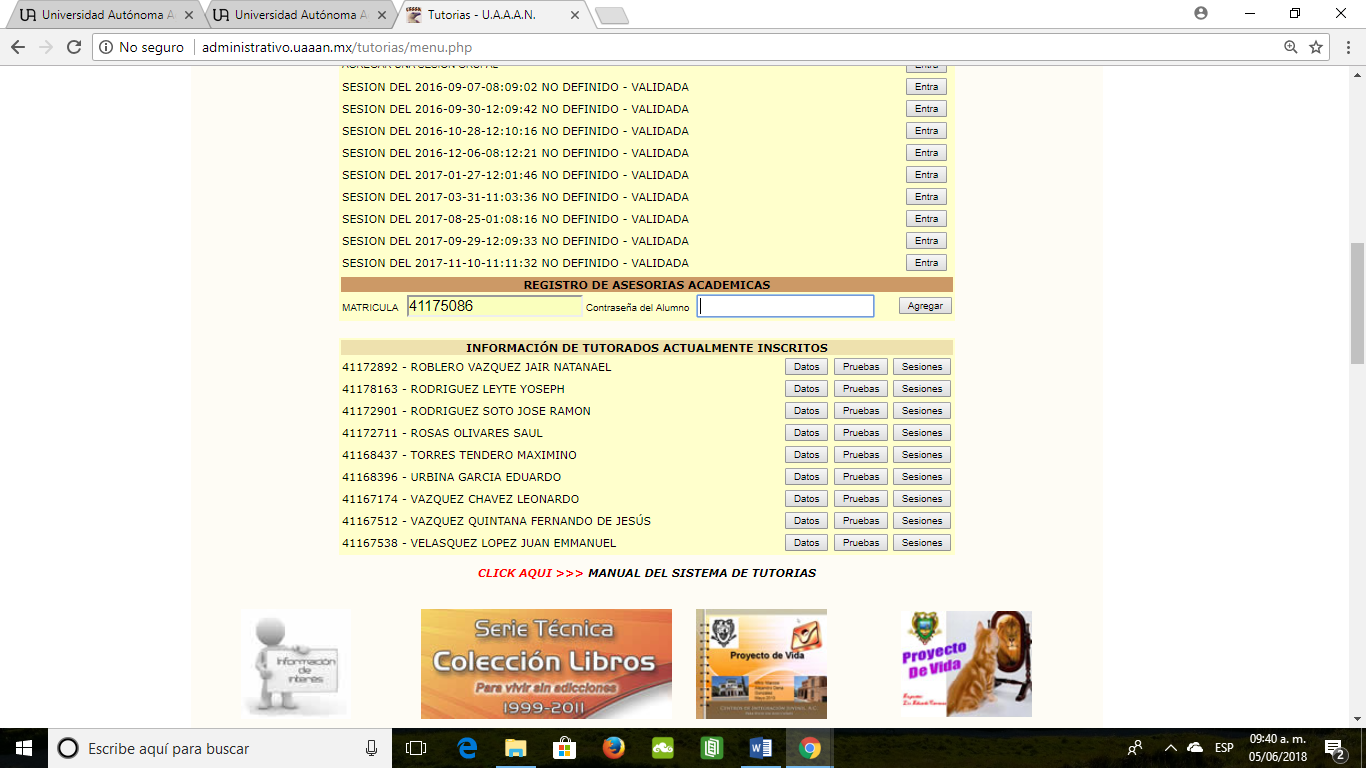 Universidad Autónoma A
Universidad Autónoma A
Tutorias - U.A.A.A.N.
No seguro
administrativo.uaaan.mx/tutorias/menu.php
AGREGAR UNA SESION GRUPAL Entra
SESION DEL 2016-09-07-08:09:02 NO DEFINIDO - VALIDADA Entra
SESION DEL 2016-09-30-12:09:42 NO DEFINIDO - VALIDADA Entra
SESION DEL 2016-10-28-12:10:16 NO DEFINIDO - VALIDADA Entra
SESION DEL 2016-12-06-08:12:21 NO DEFINIDO - VALIDADA Entra
SESION DEL 2017-01-27-12:01:46 NO DEFINIDO - VALIDADA Entra
SESION DEL 2017-03-31-11:03:36 NO DEFINIDO - VALIDADA Entra
SESION DEL 2017-08-25-01:08:16 NO DEFINIDO - VALIDADA Entra
SESION DEL 2017-09-29-12:09:33 NO DEFINIDO - VALIDADA Entra
SESION DEL 2017-11-10-11:11:32 NO DEFINIDO - VALIDADA Entra
REGISTRO DE ASESORIAS ACADEMICAS
MATRICULA 41175086 Contraseña del Alumno Agregar
INFORMACIÓN DE TUTORADOS ACTUALMENTE INSCRITOS
41172892 - ROBLERO VAZQUEZ JAIR NATANAEL Datos Pruebas Sesiones
41178163 - RODRIGUEZ LEYTE YOSEPH Datos Pruebas Sesiones
41172901 - RODRIGUEZ SOTO JOSE RAMON Datos Pruebas Sesiones
41172711 - ROSAS OLIVARES SAUL Datos Pruebas Sesiones
41168437 - TORRES TENDERO MAXIMINO Datos Pruebas Sesiones
41168396 - URBINA GARCIA EDUARDO Datos Pruebas Sesiones
41167174 - VAZQUEZ CHAVEZ LEONARDO Datos Pruebas Sesiones
41167512 - VAZQUEZ QUINTANA FERNANDO DE JESÚS Datos Pruebas Sesiones
41167538 - VELASQUEZ LOPEZ JUAN EMMANUEL Datos Pruebas Sesiones
CLICK AQUI >>> MANUAL DEL SISTEMA DE TUTORIAS
Información
de
interés
Serie Técnica
Colección Libros
Para vivir sin adicciones
1999-2011
Proyecto de Vida
CENTROS DE INTEGRACIÓN JUVENIL, A.C.
Proyecto
De Vida
Escribe aquí para buscar
ESP
09:40 a. m.
05/06/2018
2